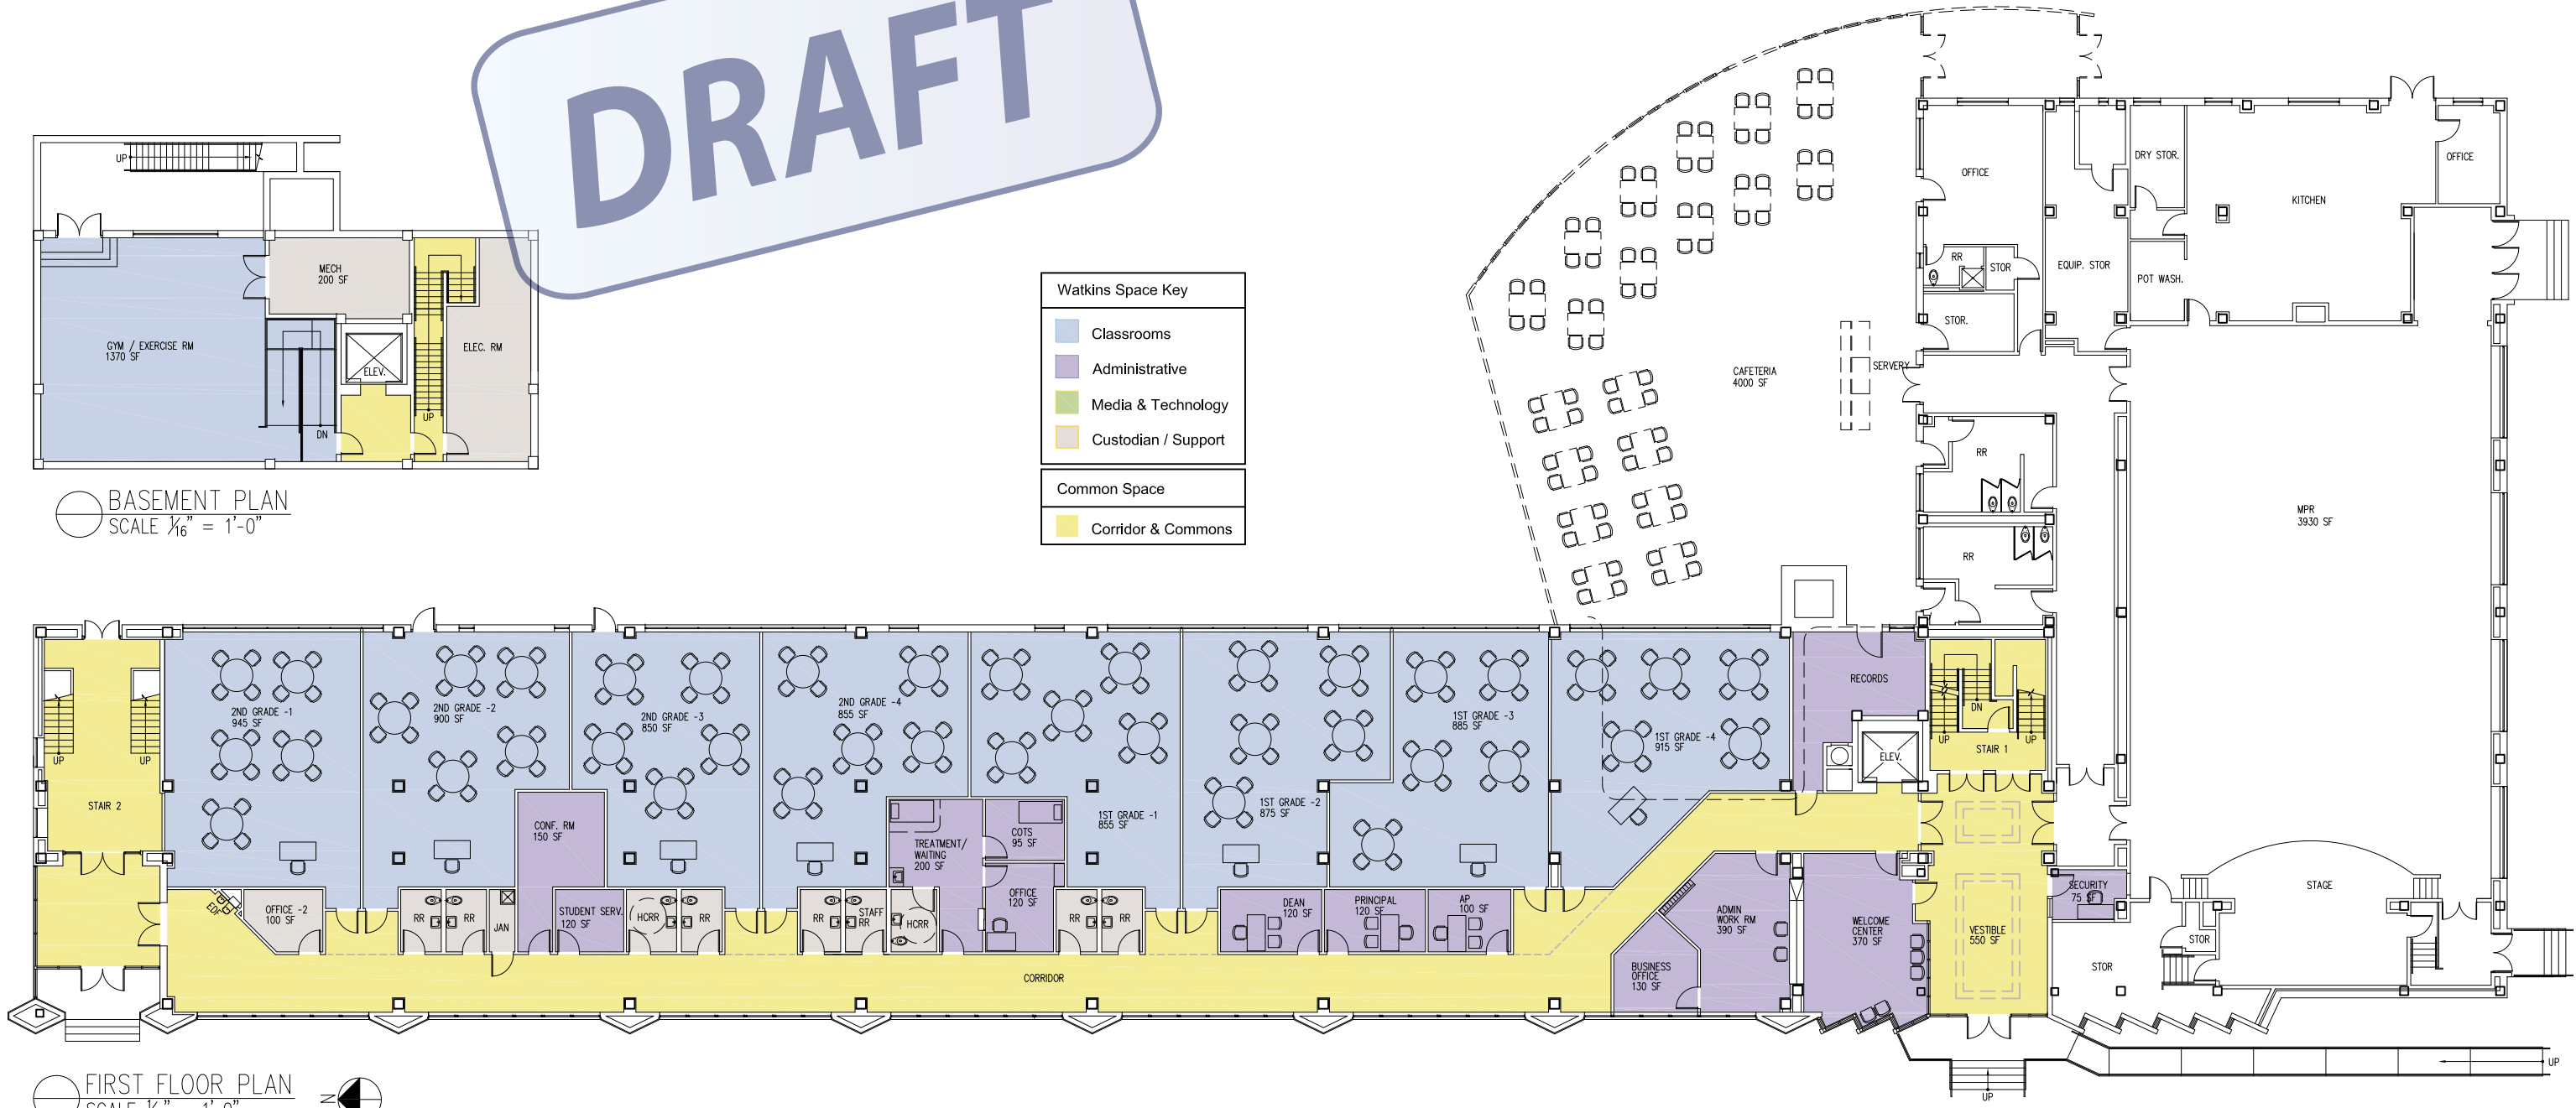 DRAFT
UP
MECH
200 SF
GYM / EXERCISE RM
1370 SF
ELEV.
ELEC. RM
UP
DN
BASEMENT PLAN
SCALE 1/16" = 1'-0"
Watkins Space Key
Classrooms
Administrative
Media & Technology
Custodian / Support
Common Space
Corridor & Commons
OFFICE
DRY STOR.
OFFICE
KITCHEN
RR
STOR
EQUIP. STOR
POT WASH.
STOR.
SERVERY
CAFETERIA
4000 SF
RR
MPR
3930 SF
RR
2ND GRADE -1
945 SF
2ND GRADE -2
900 SF
2ND GRADE -3
850 SF
2ND GRADE -4
855 SF
1ST GRADE -1
855 SF
1ST GRADE -2
875 SF
1ST GRADE -3
885 SF
1ST GRADE -4
915 SF
RECORDS
ELEV.
DN
UP
UP
STAIR 1
UP
UP
STAIR 2
CONF. RM
150 SF
TREATMENT/
WAITING
200 SF
COTS
95 SF
OFFICE
120 SF
EDF
OFFICE -2
100 SF
RR
RR
JAN
STUDENT SERV.
120 SF
HCRR
RR
RR
STAFF
RR
HCRR
RR
RR
DEAN
120 SF
PRINCIPAL
120 SF
AP
100 SF
ADMIN
WORK RM
390 SF
BUSINESS
OFFICE
130 SF
WELCOME
CENTER
370 SF
VESTIBLE
550 SF
SECURITY
75 SF
STAGE
STOR
STOR
CORRIDOR
UP
UP
FIRST FLOOR PLAN
N